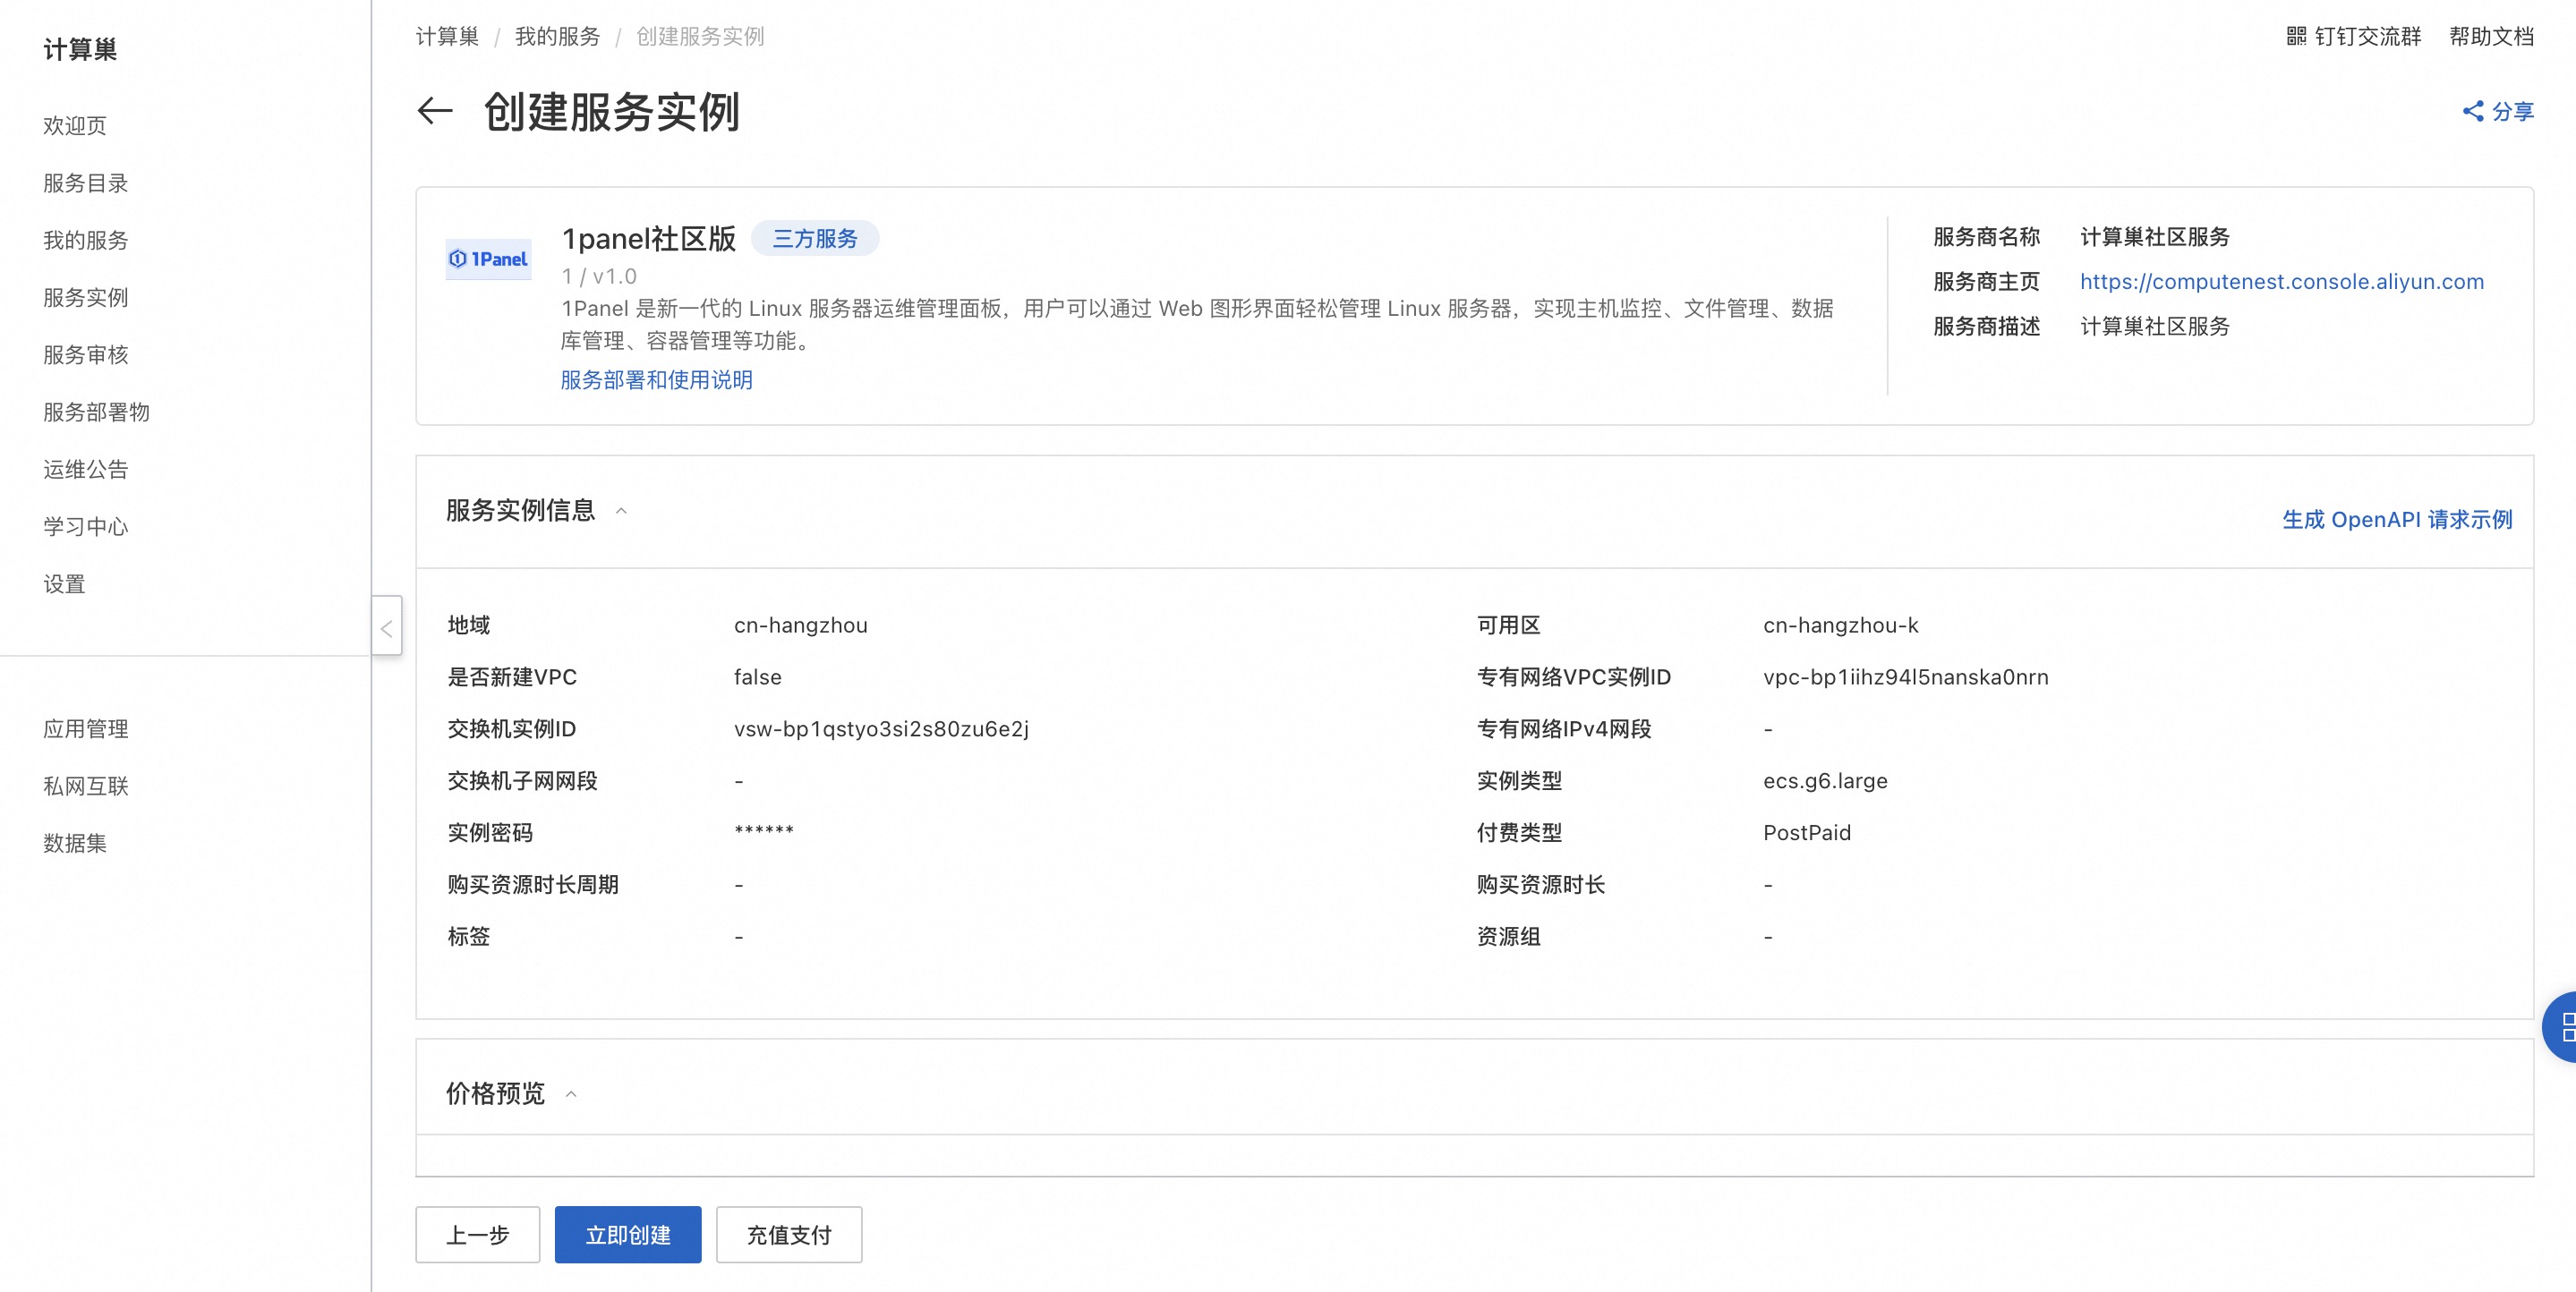 计算巢
欢迎页
服务目录
我的服务
服务实例
服务审核
服务部署物
运维公告
学习中心
设置
应用管理
私网互联
数据集
计算巢 / 我的服务 / 创建服务实例
钉钉交流群 帮助文档
← 创建服务实例
分享
1Panel
1panel社区版 三方服务
1 / v1.0
1Panel 是新一代的 Linux 服务器运维管理面板，用户可以通过 Web 图形界面轻松管理 Linux 服务器，实现主机监控、文件管理、数据
库管理、容器管理等功能。
服务部署和使用说明
服务商名称 计算巢社区服务
服务商主页 https://computenest.console.aliyun.com
服务商描述 计算巢社区服务
服务实例信息
生成 OpenAPI 请求示例
地域 cn-hangzhou 可用区 cn-hangzhou-k
是否新建VPC false 专有网络VPC实例ID vpc-bp1iihz94l5nanska0nrn
交换机实例ID vsw-bp1qstyo3si2s80zu6e2j 专有网络IPv4网段 -
交换机子网网段 - 实例类型 ecs.g6.large
实例密码 ****** 付费类型 PostPaid
购买资源时长周期 - 购买资源时长 -
标签 - 资源组 -
价格预览
上一步 立即创建 充值支付